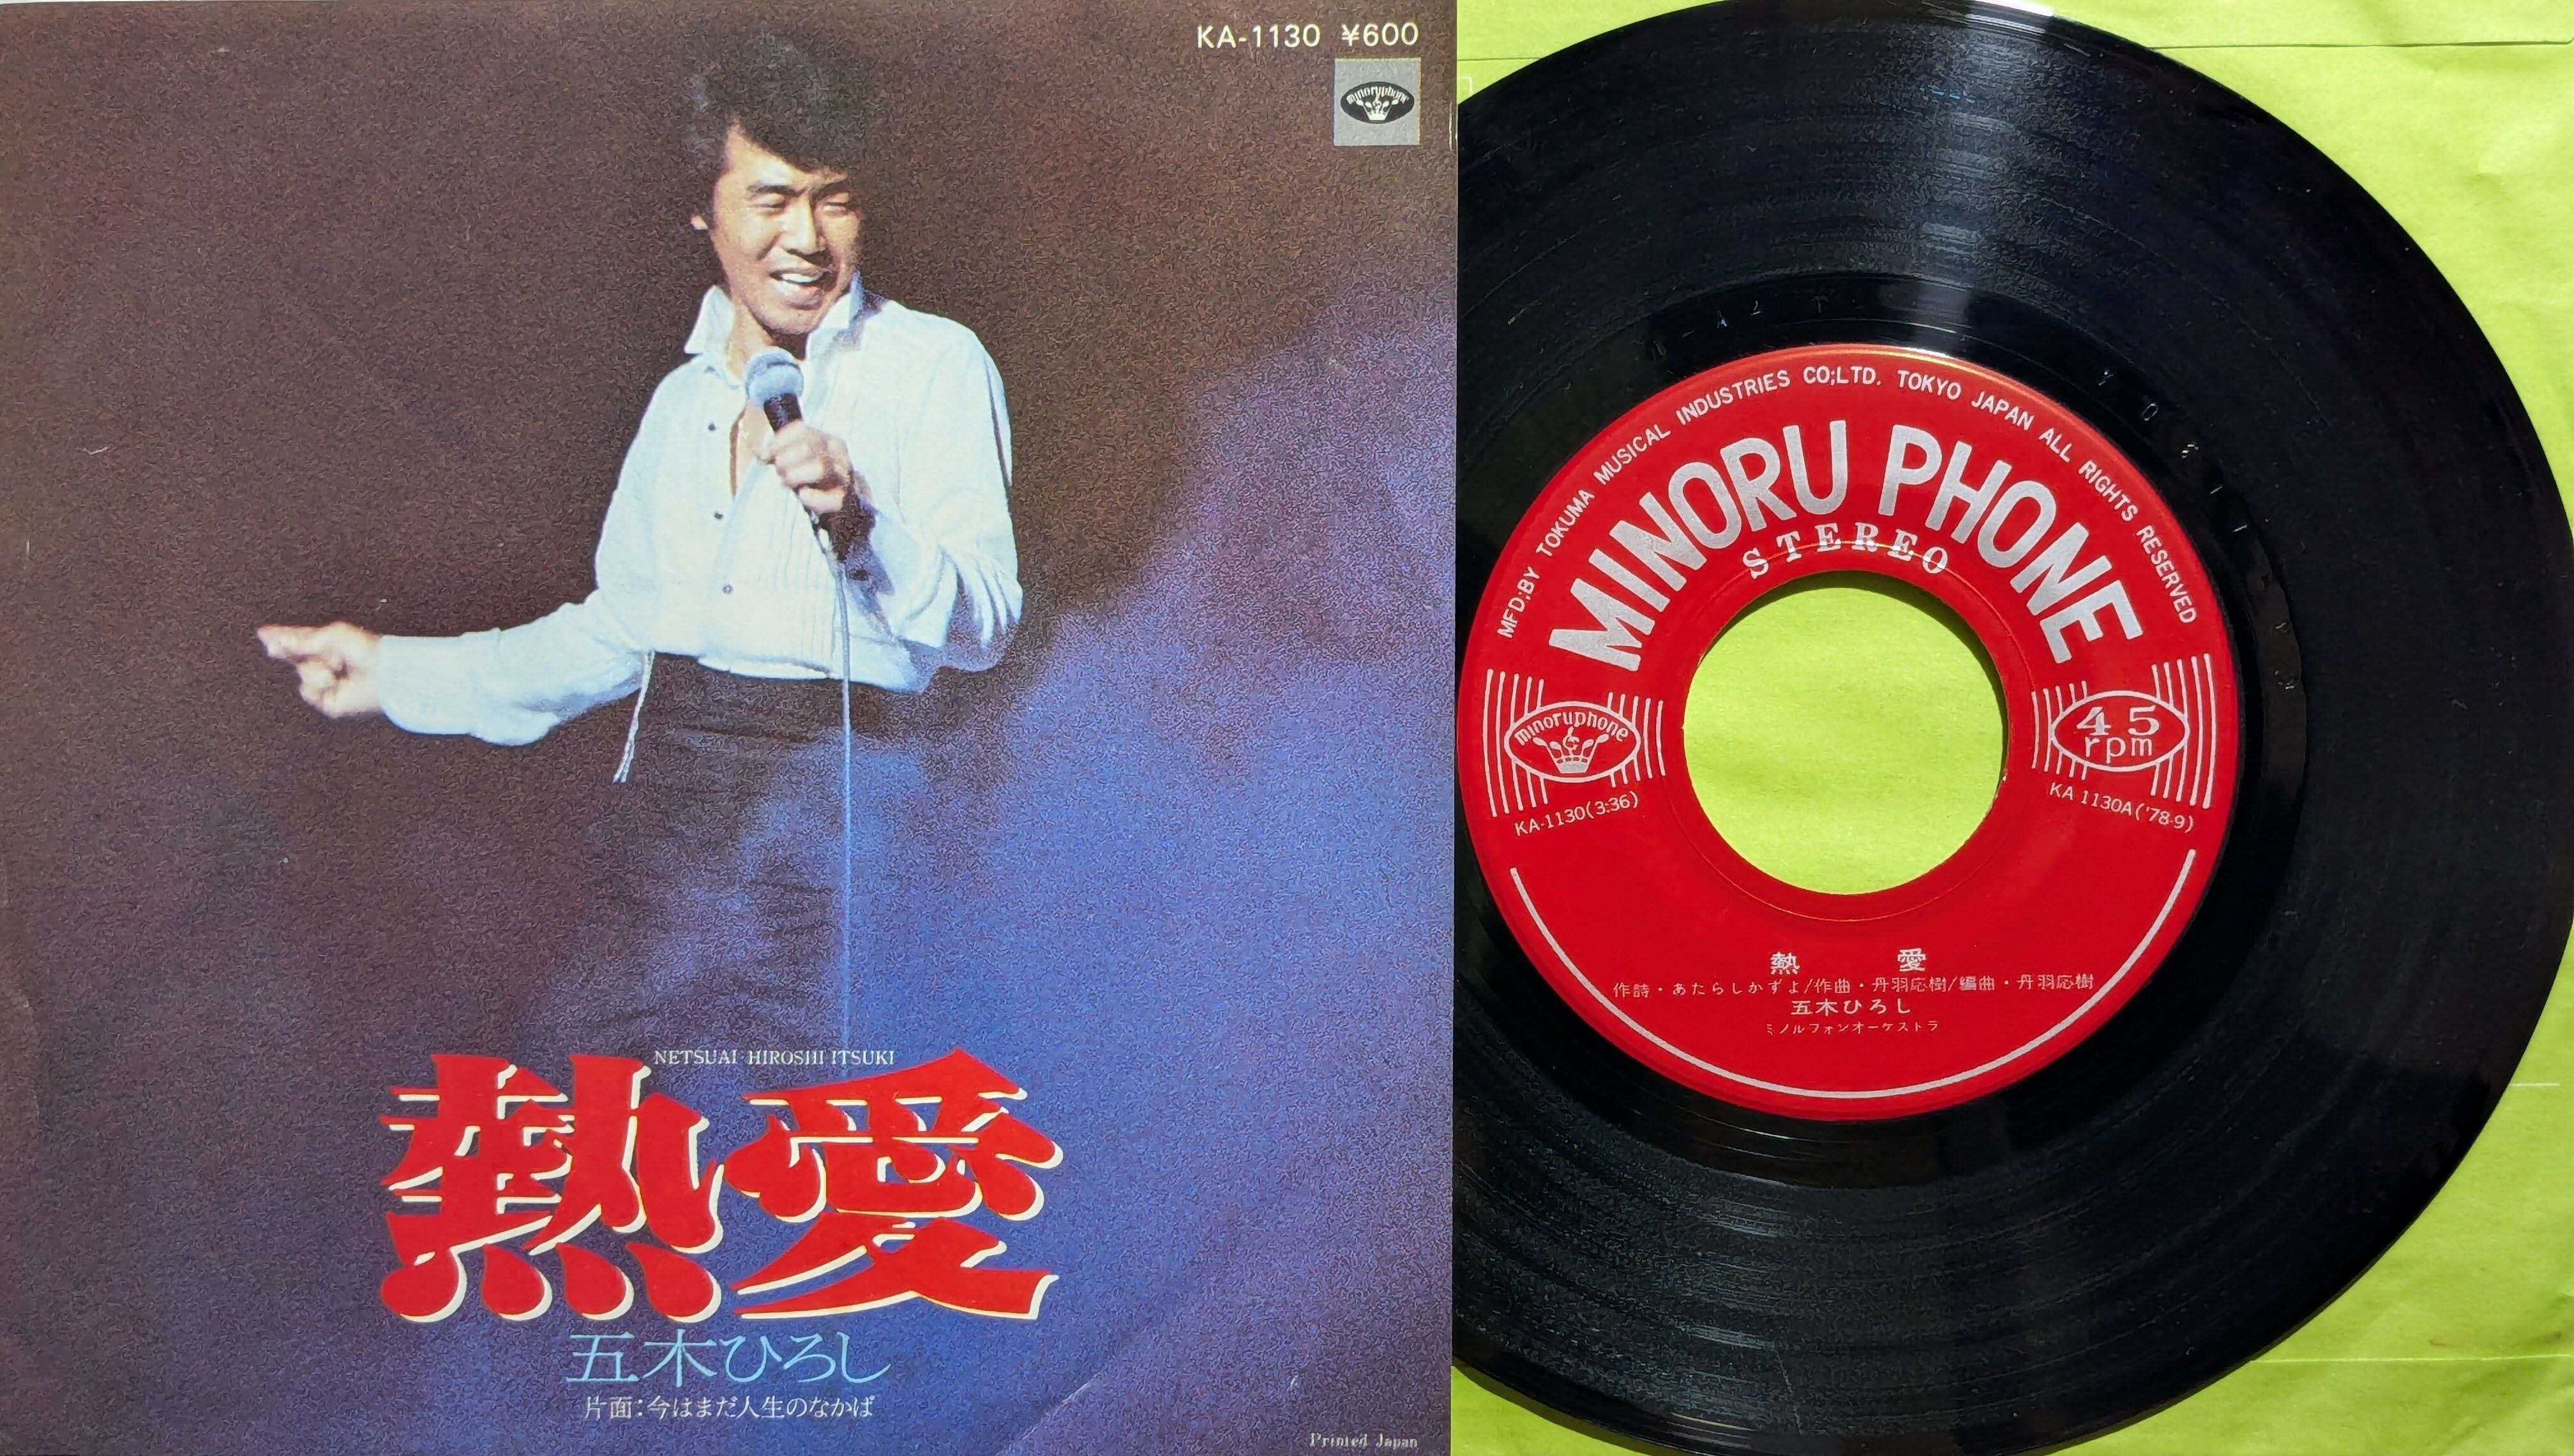 KA-1130 ¥600
minoruphone
NETSUAI HIROSHI ITSUKI
熱愛
五木ひろし
片面:今はまだ人生のなかば
Printed Japan
MFD;BY TOKUMA MUSICAL INDUSTRIES CO;LTD. TOKYO JAPAN ALL RIGHTS RESERVED
MINORU PHONE
STEREO
minoruphone
45
rpm
KA-1130(3:36)
KA 1130A('78-9)
熱 愛
作詩・あたらしかずよ/作曲・丹羽応樹/編曲・丹羽応樹
五木ひろし
ミノルフォンオーケストラ